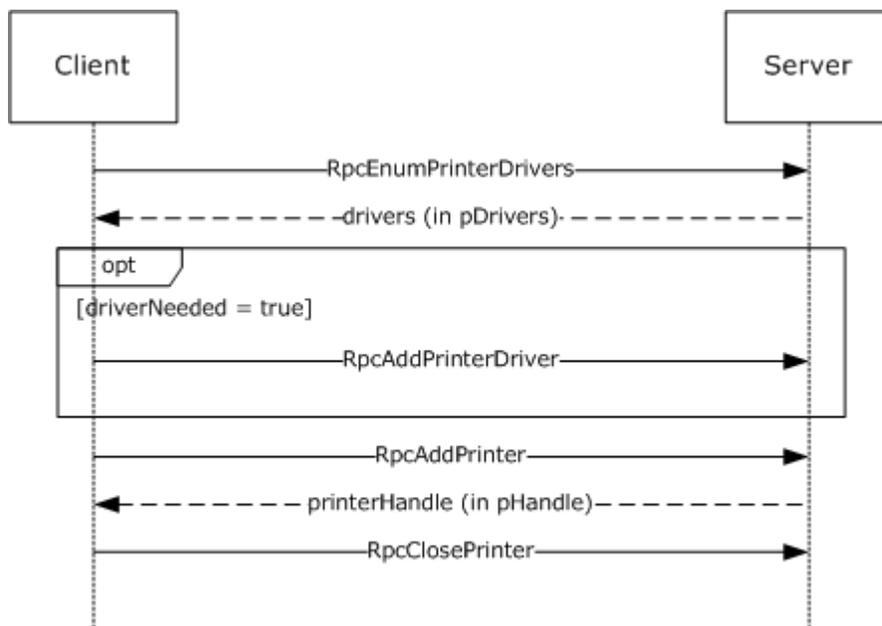 Client
Server
RpcEnumPrinterDrivers
drivers (in pDrivers)
opt
[driverNeeded = true]
RpcAddPrinterDriver
RpcAddPrinter
printerHandle (in pHandle)
RpcClosePrinter